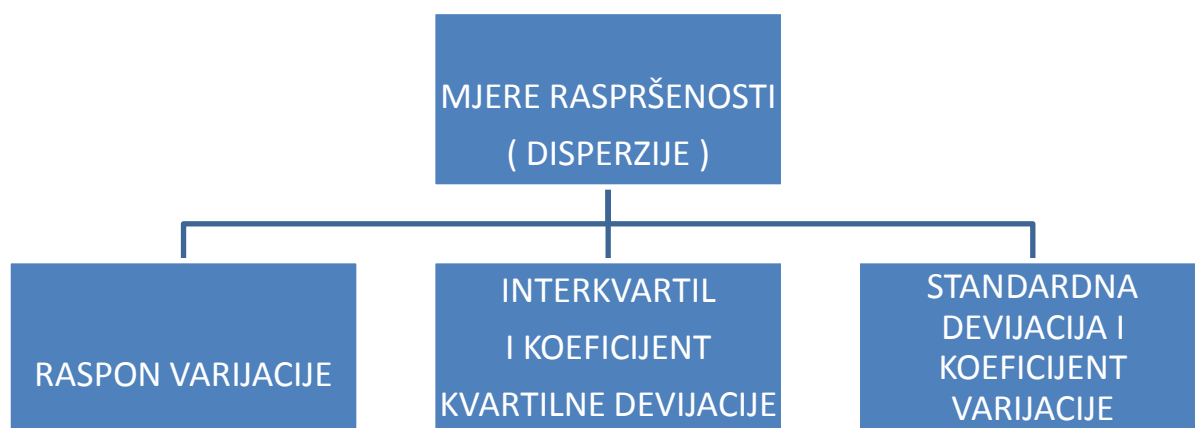 MJERE RASPRŠENOSTI
( DISPERZIJE )
RASPON VARIJACIJE
INTERKVARTIL
I KOEFICIJENT
KVARTILNE DEVIJACIJE
STANDARDNA
DEVIJACIJA I
KOEFICIJENT
VARIJACIJE